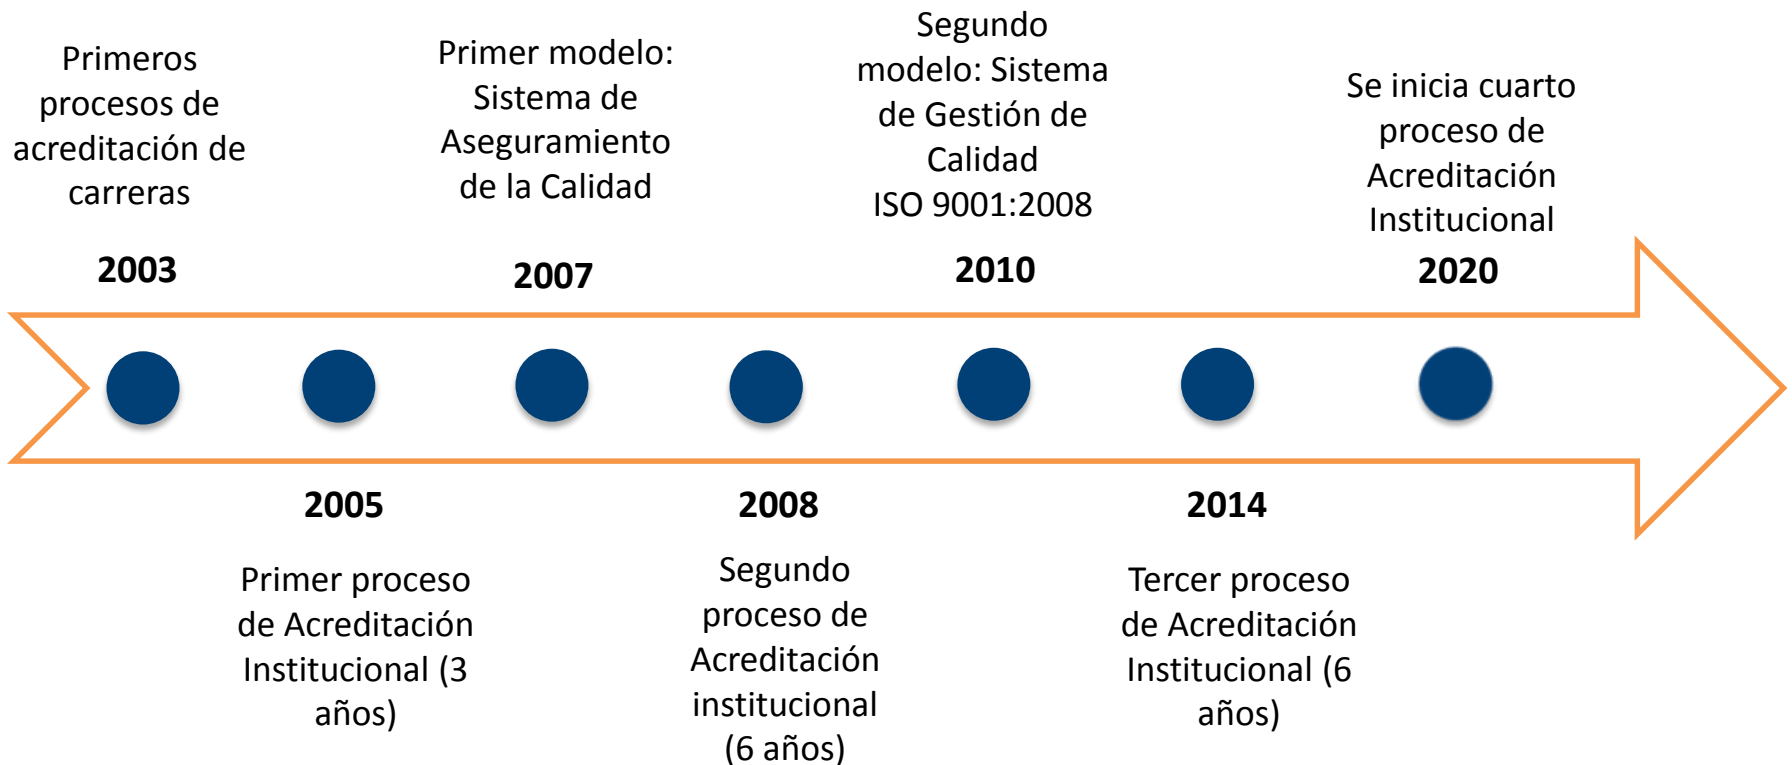 Primeros
procesos de
acreditación de
carreras
2003
Primer modelo:
Sistema de
Aseguramiento
de la Calidad
2007
Segundo
modelo: Sistema
de Gestión de
Calidad
ISO 9001:2008
2010
Se inicia cuarto
proceso de
Acreditación
Institucional
2020
2005
Primer proceso
de Acreditación
Institucional (3
años)
2008
Segundo
proceso de
Acreditación
institucional
(6 años)
2014
Tercer proceso
de Acreditación
Institucional (6
años)